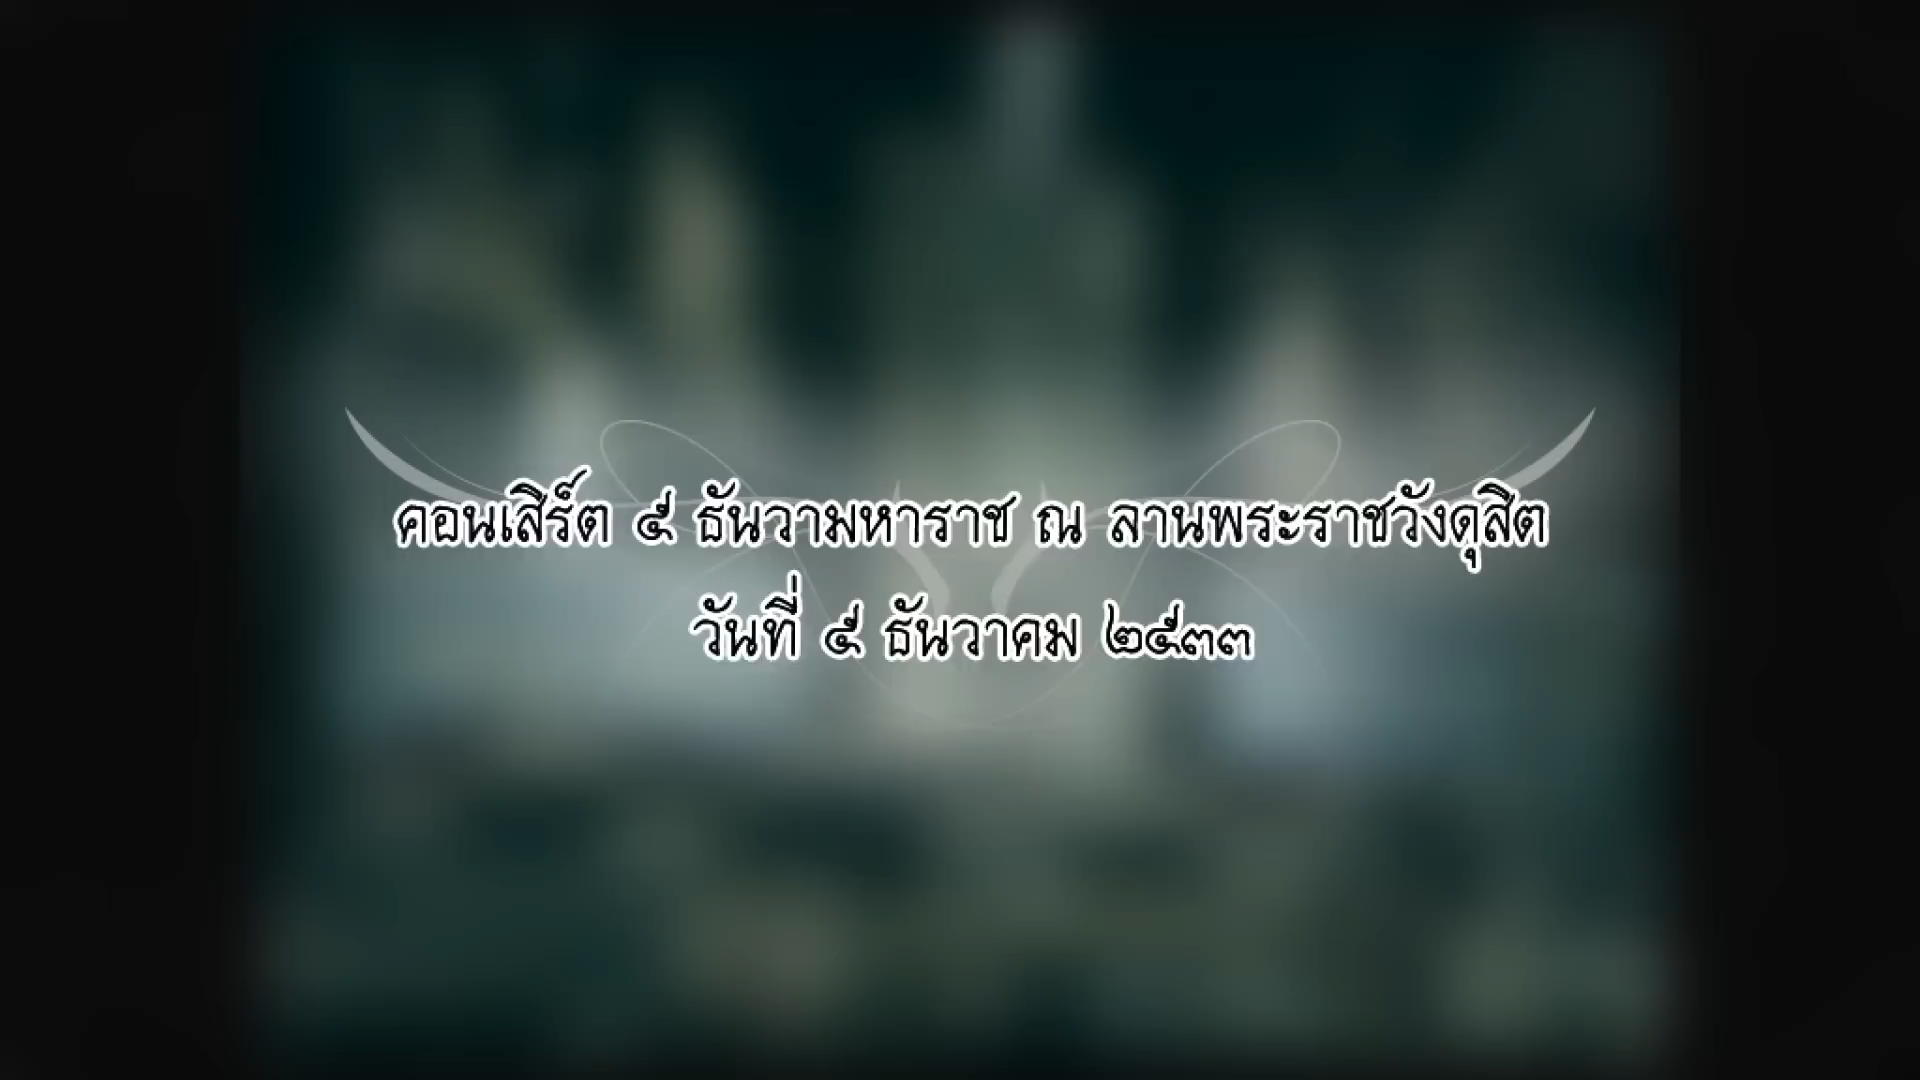 คอนเสิร์ต ๕ ธันวามหาราช ณ ลานพระราชวังดุสิต
วันที่ ๕ ธันวาคม ๒๕๓๓